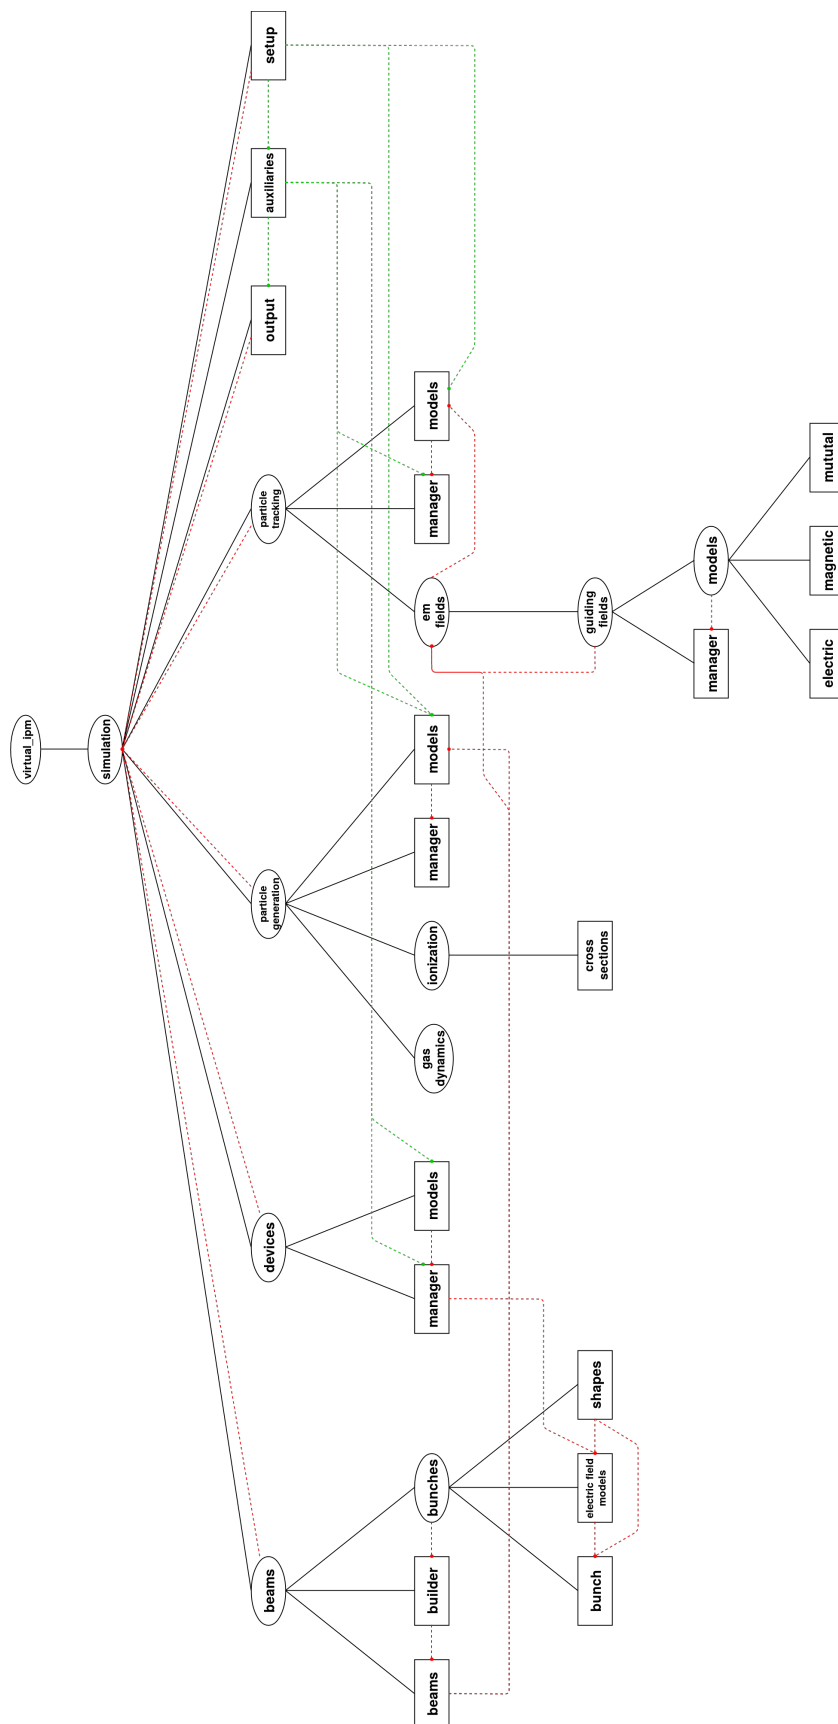 virtual_ipm
simulation
beams
devices
particle
generation
particle
tracking
output
auxiliaries
setup
beams
builder
bunches
manager
models
gas
dynamics
ionization
manager
models
em
fields
manager
models
bunch
electric field
models
shapes
cross
sections
guiding
fields
manager
models
electric
magnetic
mututal